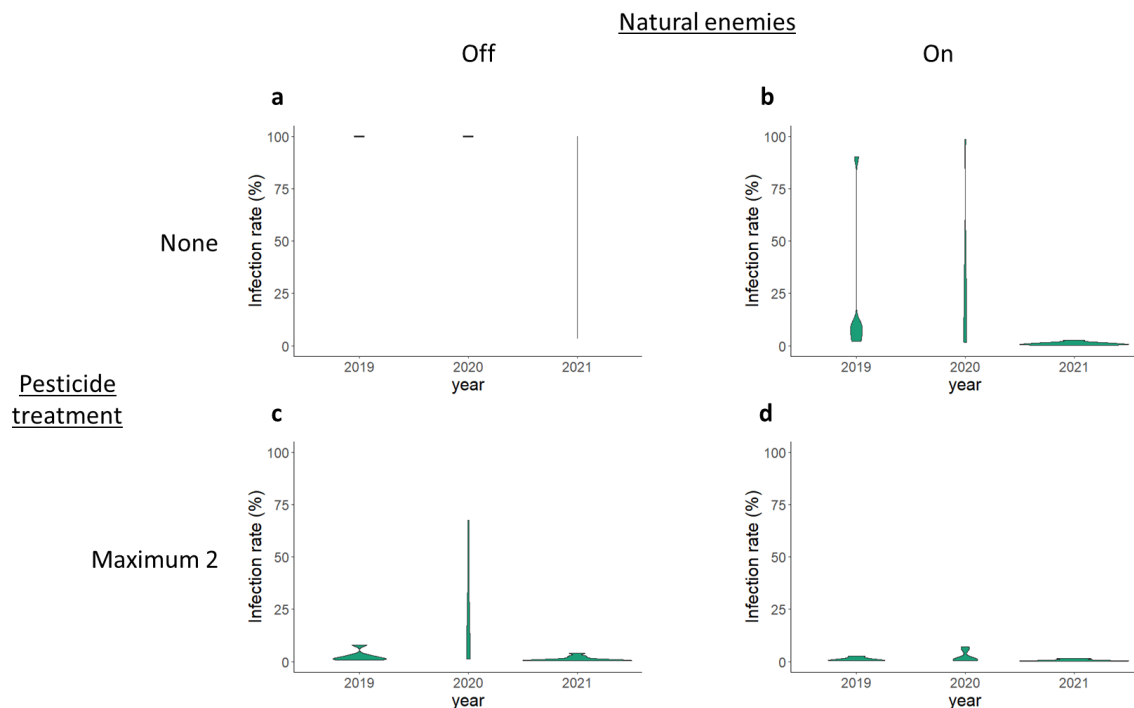 Natural enemies
Off
On
a
b
100
75
50
25
0
Infection rate (%)
2019 2020 2021
year
100
75
50
25
0
Infection rate (%)
2019 2020 2021
year
None
Pesticide
treatment
c
d
100
75
50
25
0
Infection rate (%)
2019 2020 2021
year
100
75
50
25
0
Infection rate (%)
2019 2020 2021
year
Maximum 2